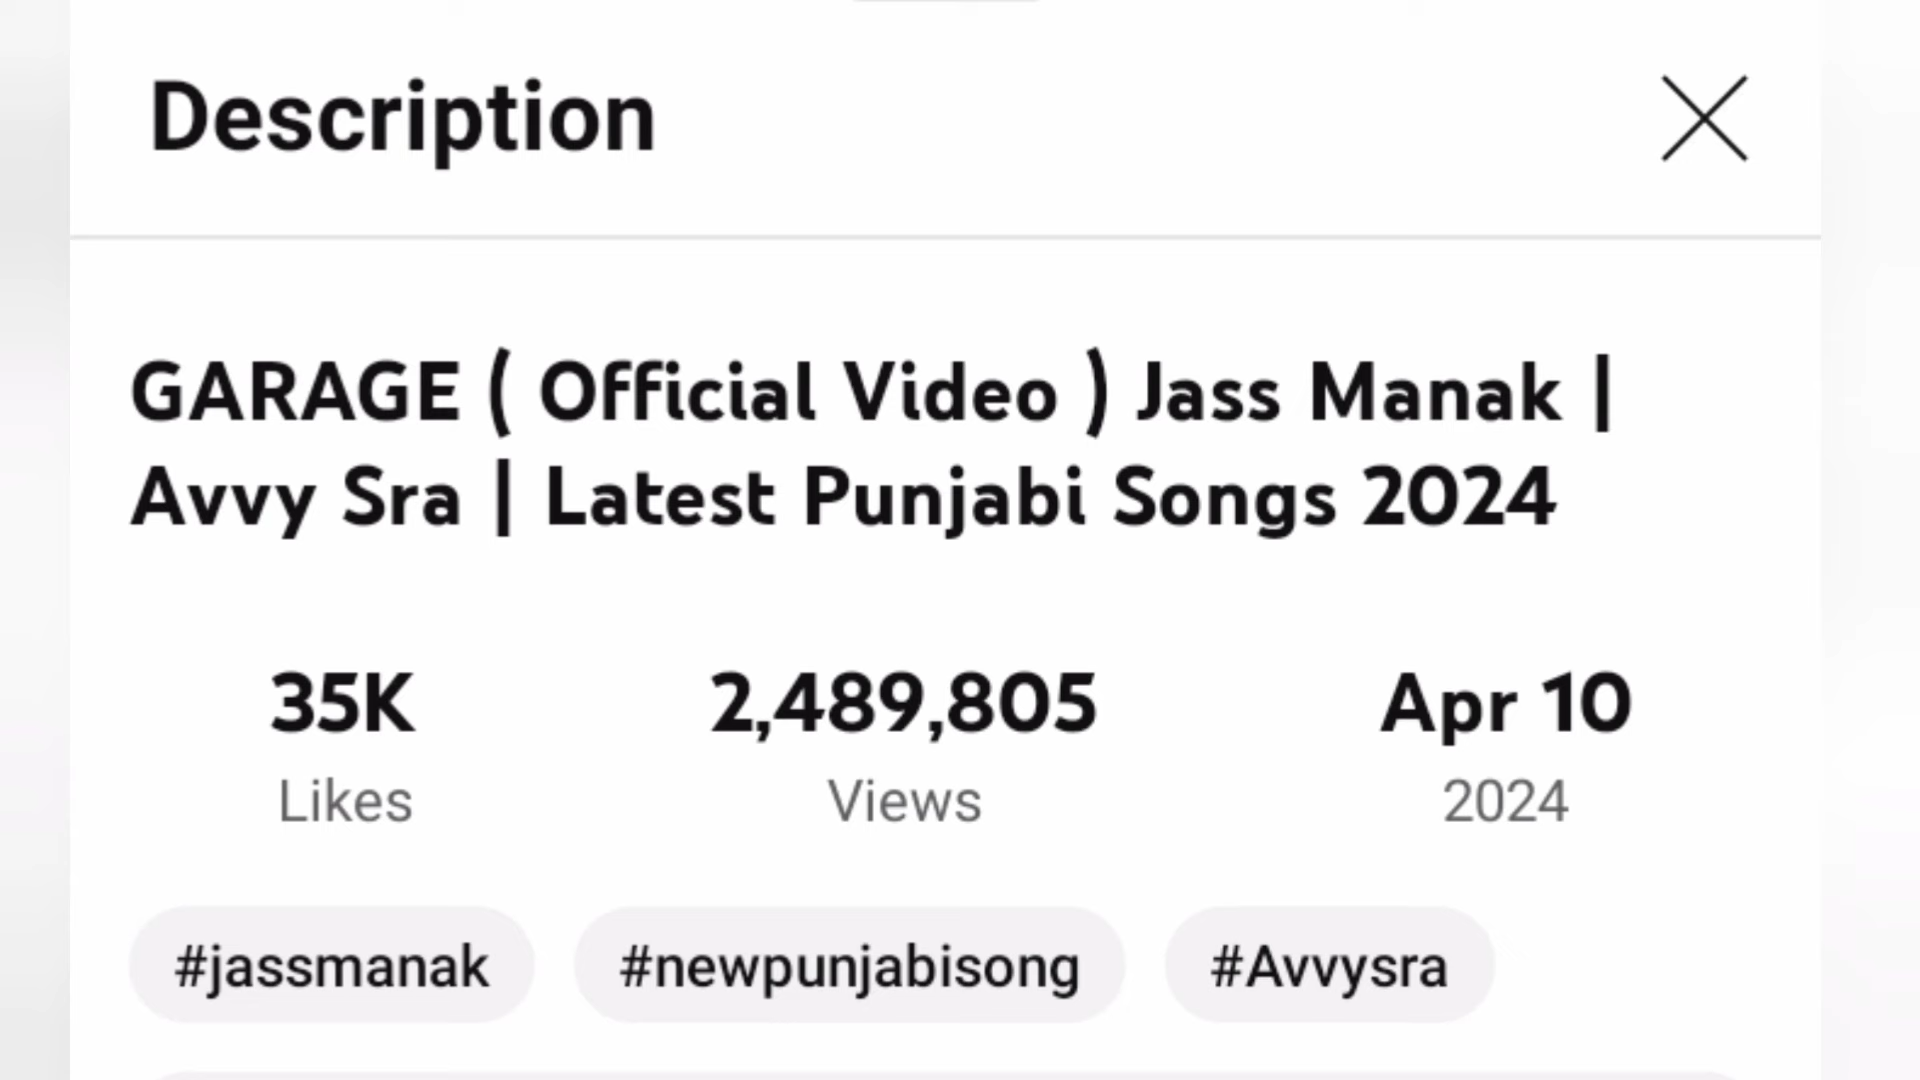 Description
GARAGE ( Official Video ) Jass Manak |
Avvy Sra | Latest Punjabi Songs 2024
35K 2,489,805 Apr 10
Likes Views 2024
#jassmanak #newpunjabisong #Avvysra